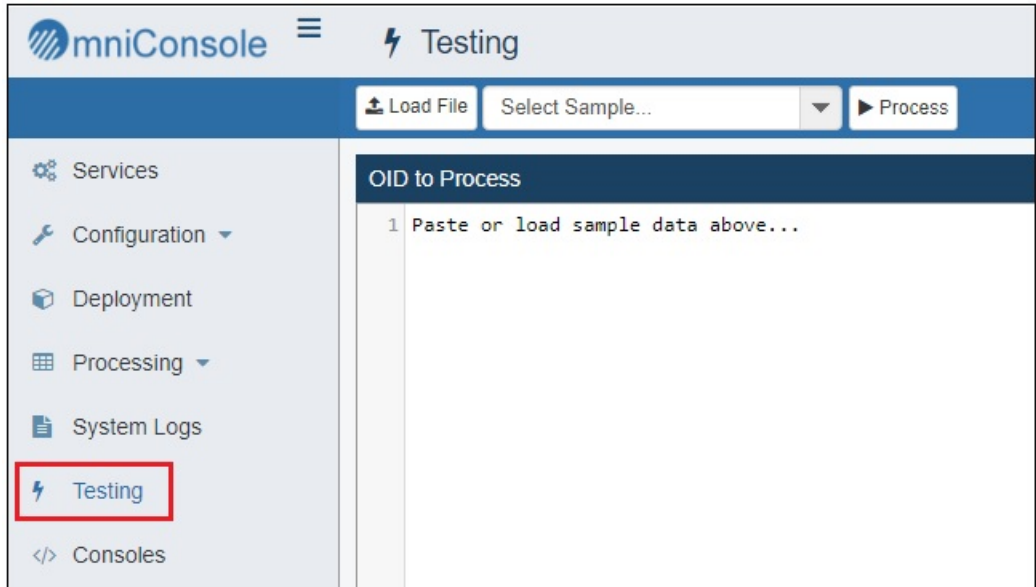 OmniConsole
Testing
Load File
Select Sample...
Process
Services
Configuration
Deployment
Processing
System Logs
Testing
Consoles
OID to Process
1 Paste or load sample data above...